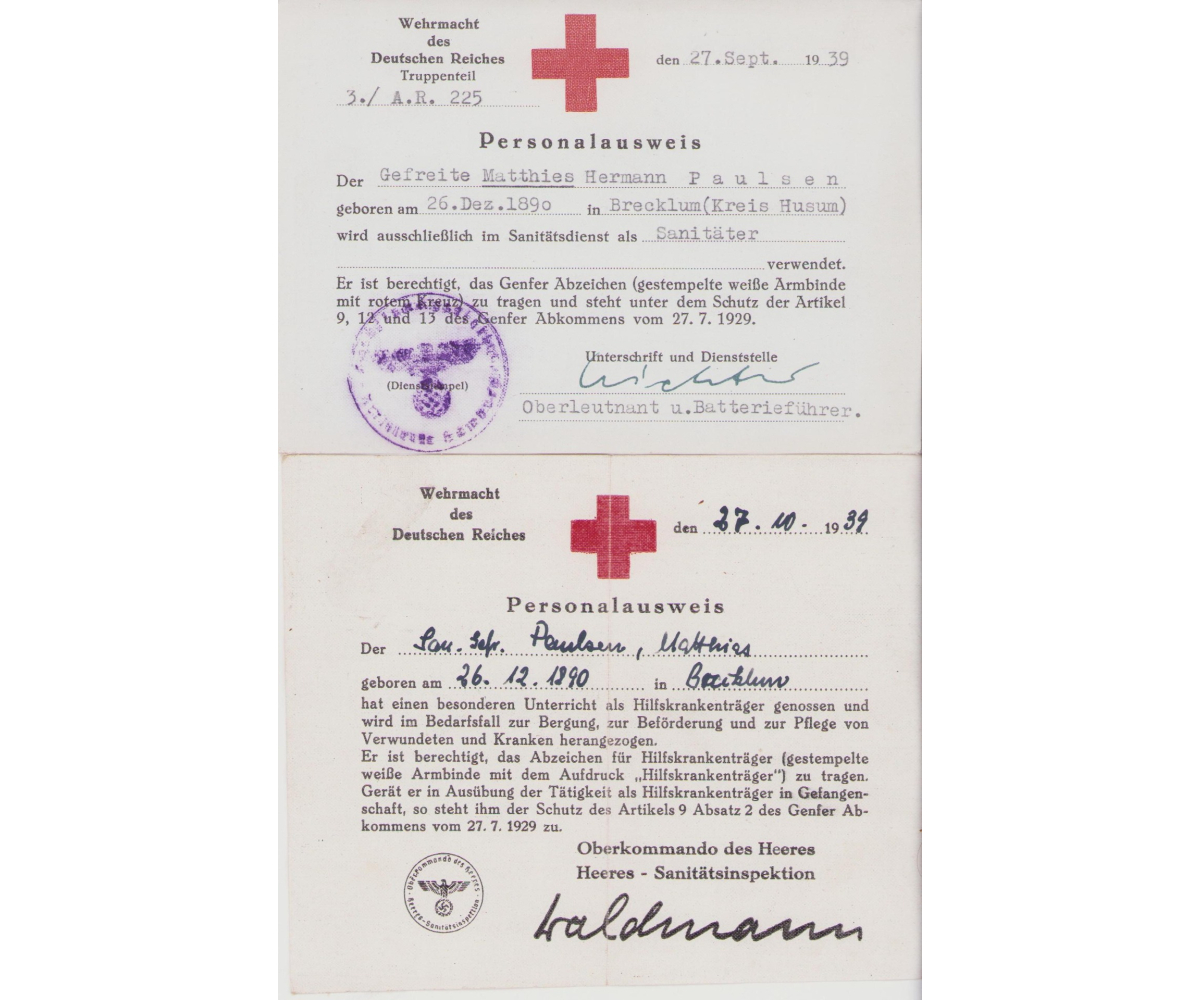 Wehrmacht
des
Deutschen Reiches
Truppenteil
3./ A.R. 225
den 27.Sept. 19 39
Personalausweis
Der Gefreite Matthies Hermann Paulsen
geboren am 26.Dez.1890 in Brecklum(Kreis Husum)
wird ausschließlich im Sanitätsdienst als Sanitäter
verwendet.
Er ist berechtigt, das Genfer Abzeichen (gestempelte weiße Armbinde
mit rotem Kreuz) zu tragen und steht unter dem Schutz der Artikel
9, 12 und 13 des Genfer Abkommens vom 27. 7. 1929.
(Dienststempel)
Unterschrift und Dienststelle
Richter
Oberleutnant u.Batterieführer.
Wehrmacht
des
Deutschen Reiches
den 27. 10. 1939
Personalausweis
Der San. Gefr. Paulsen, Matthias
geboren am 26. 12. 1890 in
hat einen besonderen Unterricht als Hilfskrankenträger genossen und
wird im Bedarfsfall zur Bergung, zur Beförderung und zur Pflege von
Verwundeten und Kranken herangezogen.
Er ist berechtigt, das Abzeichen für Hilfskrankenträger (gestempelte
weiße Armbinde mit dem Aufdruck „Hilfskrankenträger") zu tragen.
Gerät er in Ausübung der Tätigkeit als Hilfskrankenträger in Gefangen-
schaft, so steht ihm der Schutz des Artikels 9 Absatz 2 des Genfer Ab-
kommens vom 27. 7. 1929 zu.
Oberkommando des Heeres
Heeres - Sanitätsinspektion
Oberkommando des Heeres
Heeres-Sanitätsinspektion
Waldmann